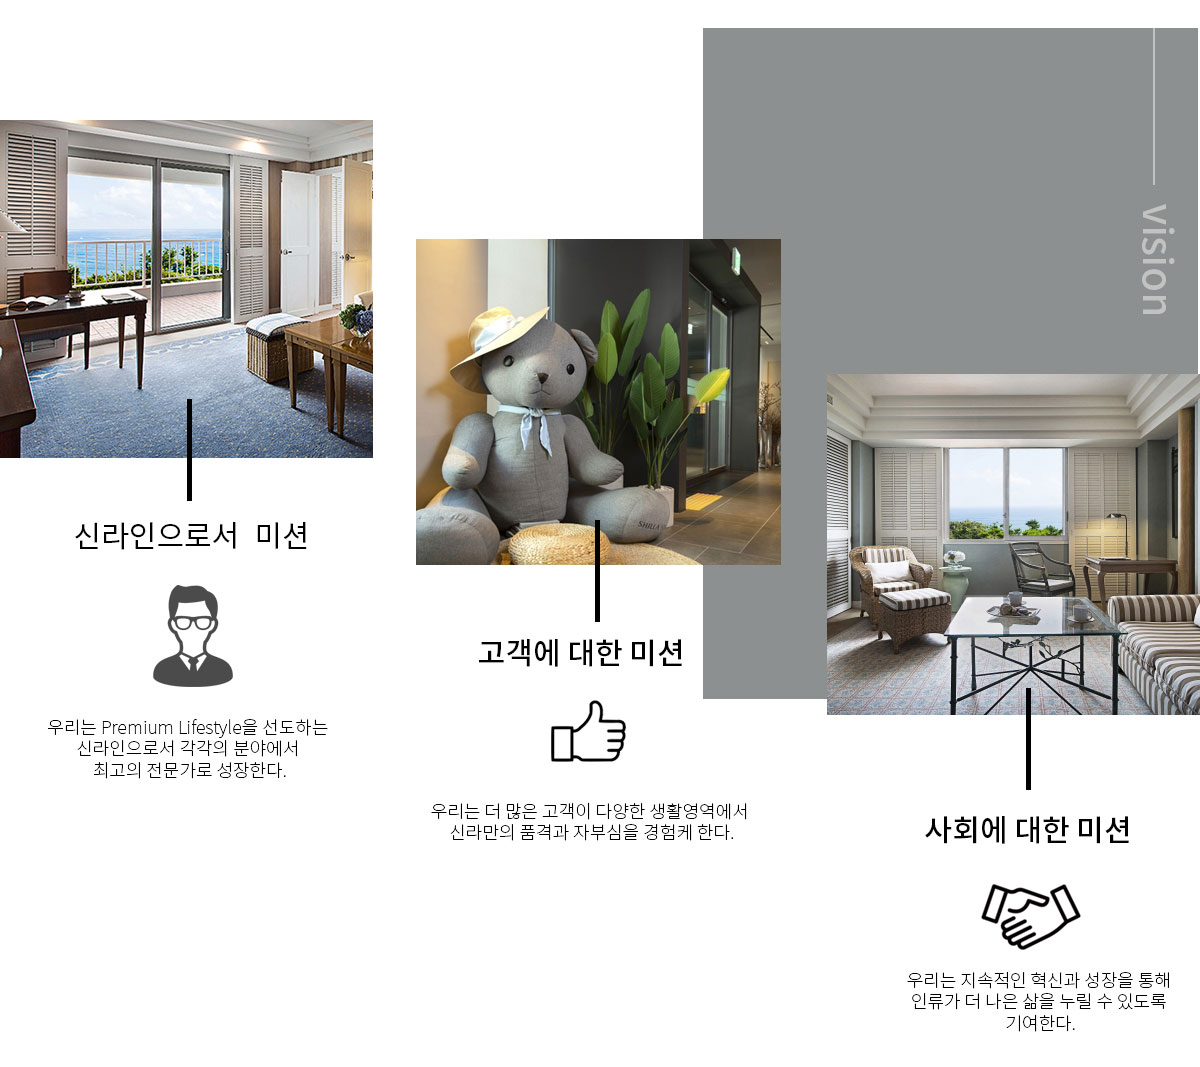 vision
신라인으로서 미션
우리는 Premium Lifestyle을 선도하는
신라인으로서 각각의 분야에서
최고의 전문가로 성장한다.
SHILLA
고객에 대한 미션
우리는 더 많은 고객이 다양한 생활영역에서
신라만의 품격과 자부심을 경험케 한다.
사회에 대한 미션
우리는 지속적인 혁신과 성장을 통해
인류가 더 나은 삶을 누릴 수 있도록
기여한다.